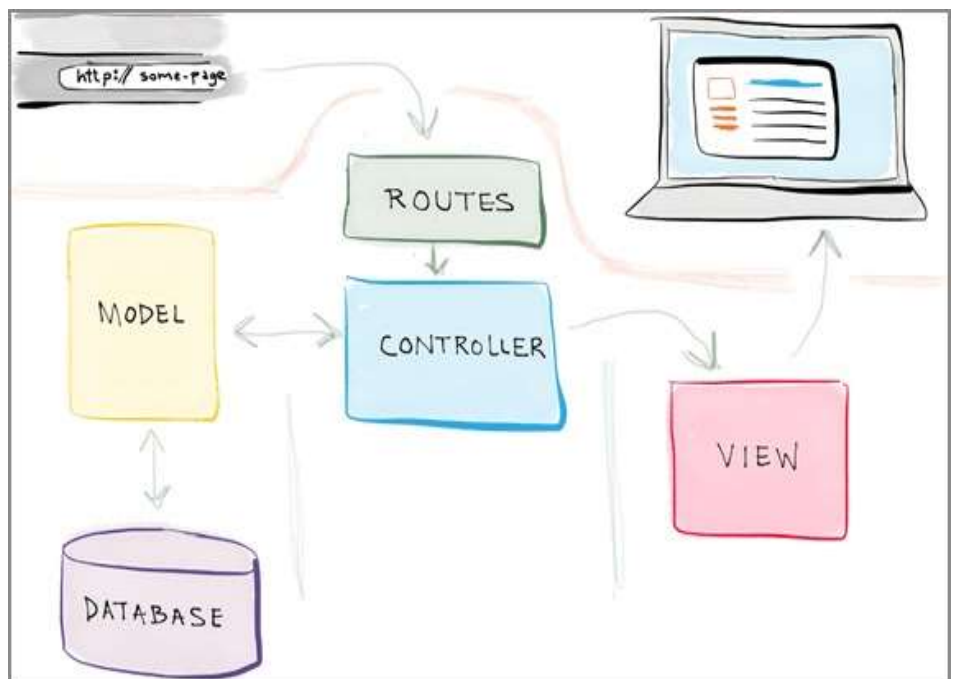 http:// some-page
ROUTES
MODEL
CONTROLLER
VIEW
DATABASE